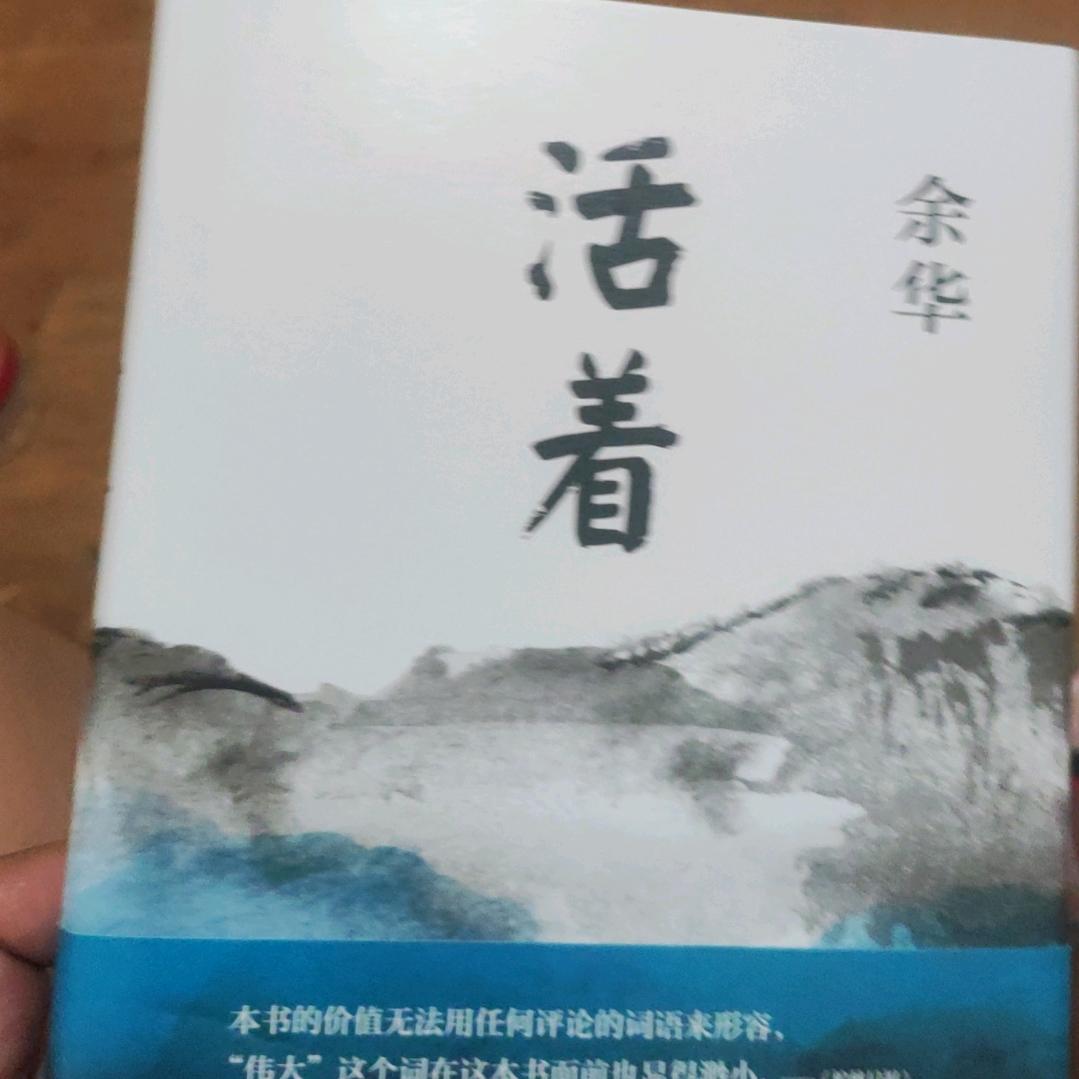 活着
余华
本书的价值无法用任何评论的词语来形容，
“伟大”这个词在这本书面前也显得渺小。——